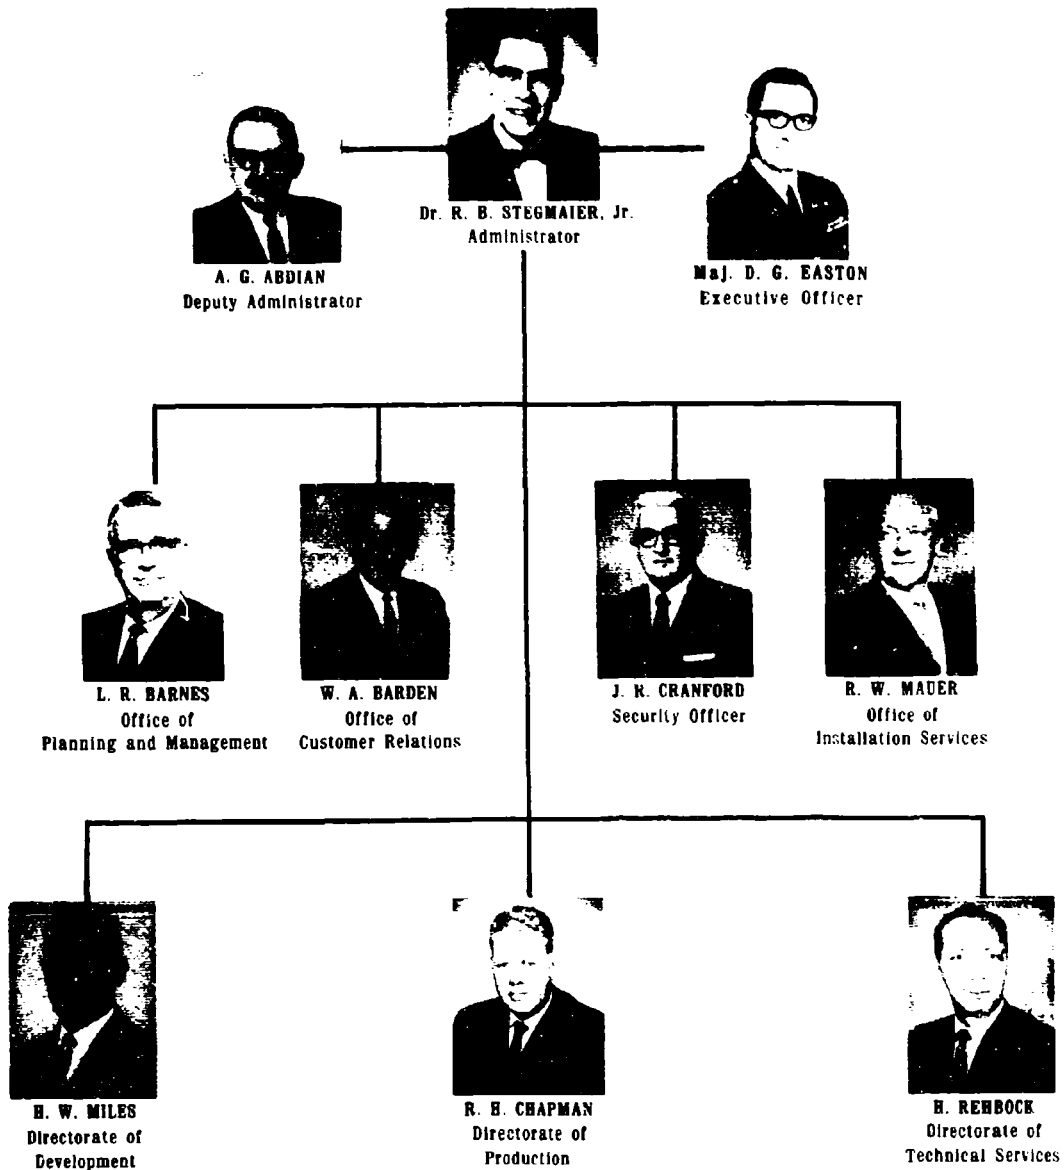 Dr. R. B. STEGMAIER, Jr.
Administrator
A. G. ABDIAN
Deputy Administrator
Maj. D. G. EASTON
Executive Officer
L. R. BARNES
Office of
Planning and Management
W. A. BARDEN
Office of
Customer Relations
J. R. CRANFORD
Security Officer
R. W. MAUER
Office of
Installation Services
H. W. MILES
Directorate of
Development
R. H. CHAPMAN
Directorate of
Production
H. REHBOCK
Directorate of
Technical Services